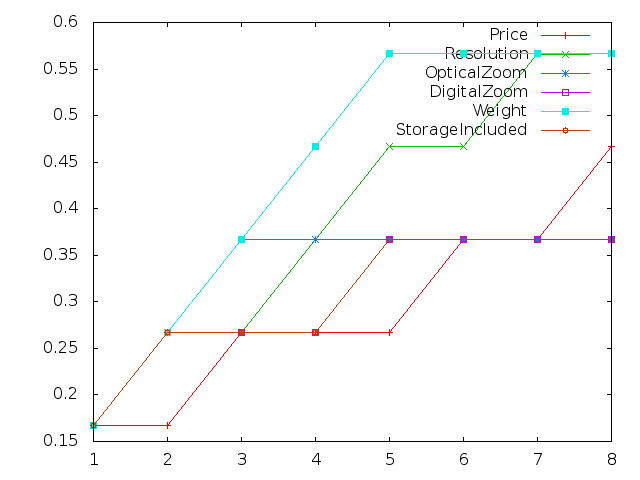 0.6
0.55
0.5
0.45
0.4
0.35
0.3
0.25
0.2
0.15
1 2 3 4 5 6 7 8
Price
Resolution
OpticalZoom
DigitalZoom
Weight
StorageIncluded